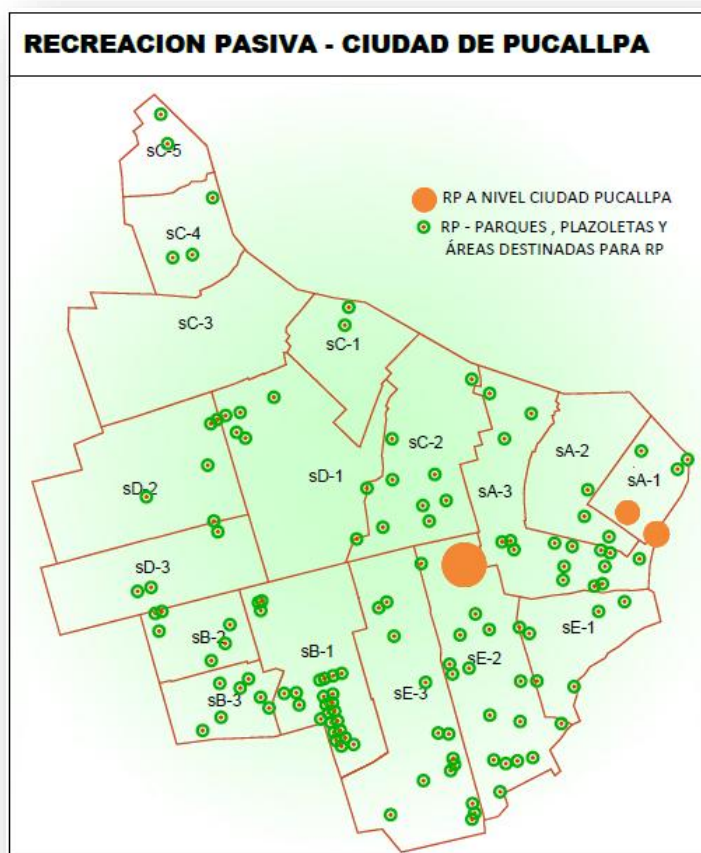 RECREACION PASIVA - CIUDAD DE PUCALLPA
sC-5
RP A NIVEL CIUDAD PUCALLPA
RP - PARQUES , PLAZOLETAS Y
ÁREAS DESTINADAS PARA RP
sC-4
sC-3
sC-1
sC-2
sA-2
sD-1
sA-1
sD-2
sA-3
sD-3
sE-1
sB-2
sB-1
sE-2
sB-3
sE-3